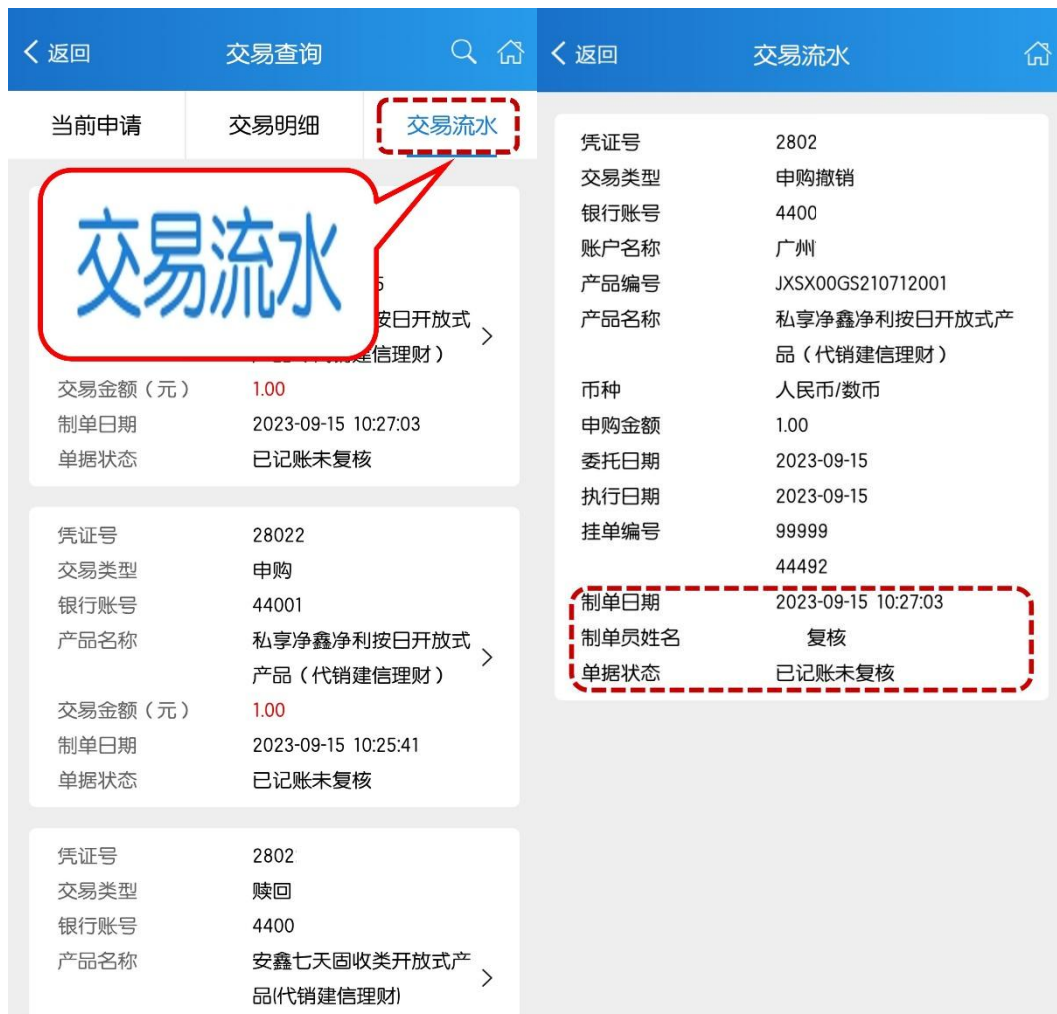 返回
交易查询
当前申请
交易明细
交易流水
交易流水
5
按日开放式
产品（代销建信理财）
交易金额（元）
1.00
制单日期
2023-09-15 10:27:03
单据状态
已记账未复核
凭证号
28022
交易类型
申购
银行账号
44001
产品名称
私享净鑫净利按日开放式
产品（代销建信理财）
交易金额（元）
1.00
制单日期
2023-09-15 10:25:41
单据状态
已记账未复核
凭证号
2802
交易类型
赎回
银行账号
4400
产品名称
安鑫七天固收类开放式产
品(代销建信理财)
返回
交易流水
凭证号
2802
交易类型
申购撤销
银行账号
4400
账户名称
广州
产品编号
JXSX00GS210712001
产品名称
私享净鑫净利按日开放式产
品（代销建信理财）
币种
人民币/数币
申购金额
1.00
委托日期
2023-09-15
执行日期
2023-09-15
挂单编号
99999
44492
制单日期
2023-09-15 10:27:03
制单员姓名
复核
单据状态
已记账未复核